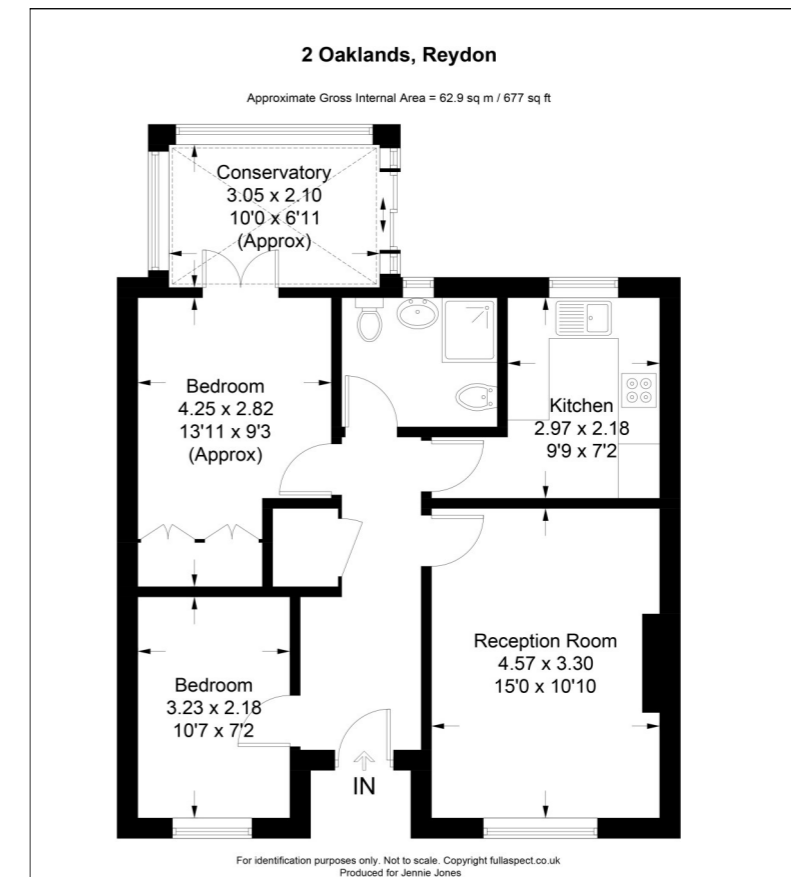 2 Oaklands, Reydon
Approximate Gross Internal Area = 62.9 sq m / 677 sq ft
Conservatory
3.05 x 2.10
10'0 x 6'11
(Approx)
Bedroom
4.25 x 2.82
13'11 x 9'3
(Approx)
Kitchen
2.97 x 2.18
9'9 x 7'2
Reception Room
4.57 x 3.30
15'0 x 10'10
Bedroom
3.23 x 2.18
10'7 x 7'2
IN
For identification purposes only. Not to scale. Copyright fullaspect.co.uk
Produced for Jennie Jones